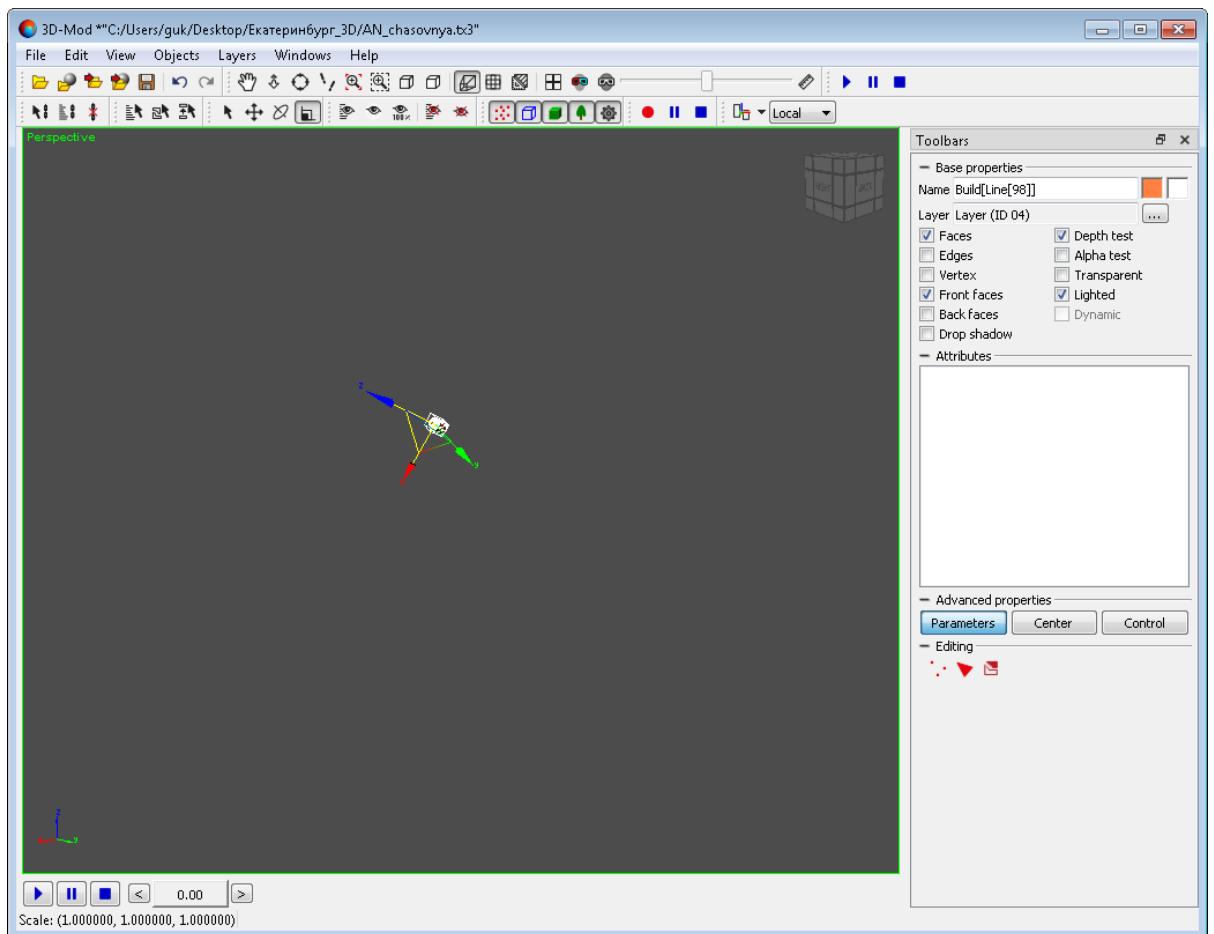 3D-Mod *"C:/Users/guk/Desktop/Екатеринбург_3D/AN_chasovnya.tx3"
File Edit View Objects Layers Windows Help
100%
Local
Perspective
Toolbars
Base properties
Name Build[Line[98]]
Layer Layer (ID 04) ...
Faces Depth test
Edges Alpha test
Vertex Transparent
Front faces Lighted
Back faces Dynamic
Drop shadow
Attributes
z
y
Advanced properties
Parameters Center Control
Editing
z
x y
< 0.00 >
Scale: (1.000000, 1.000000, 1.000000)